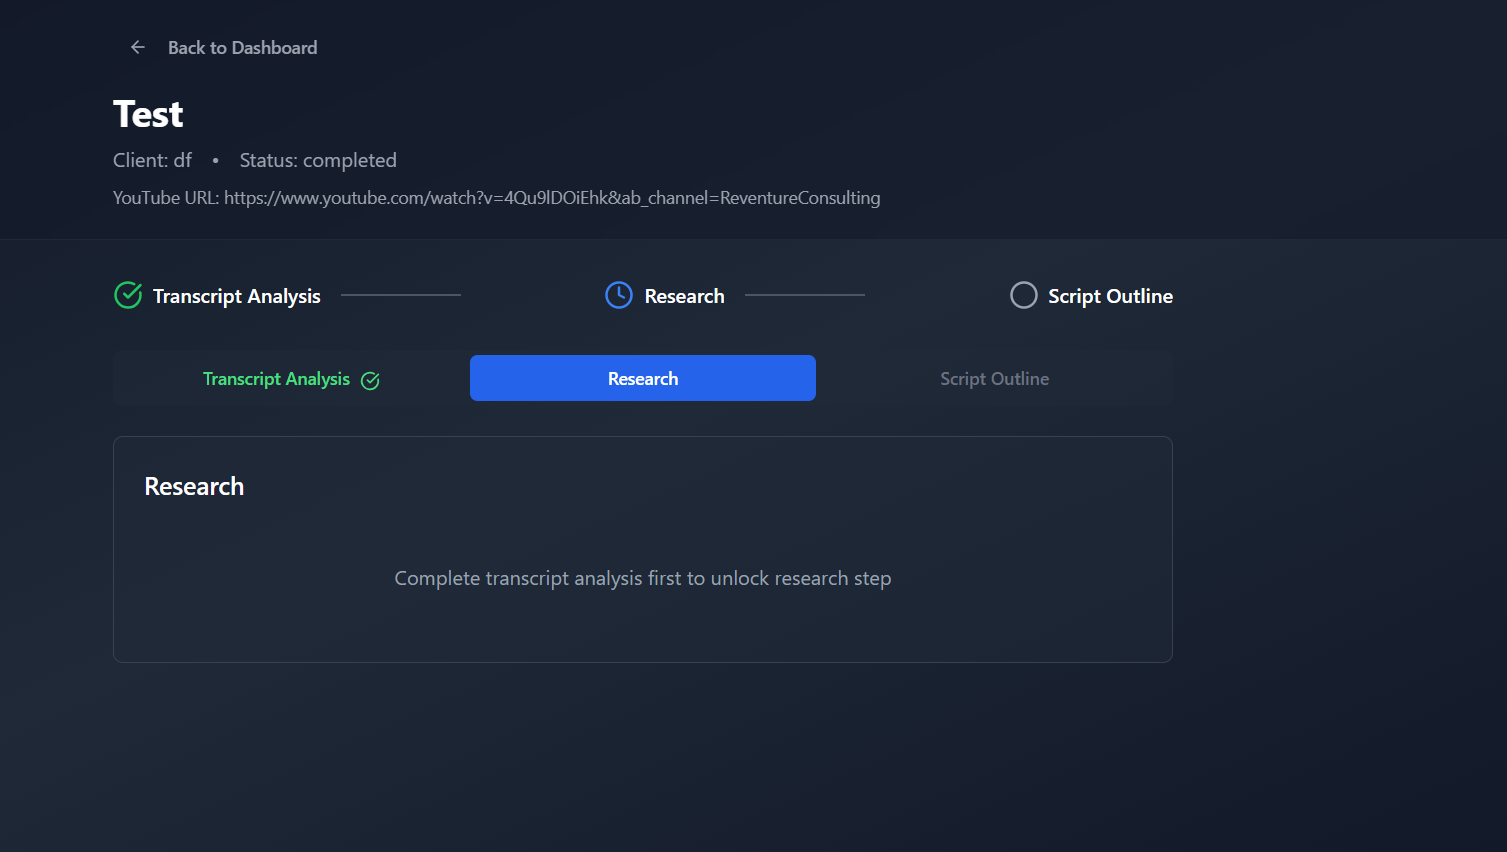 Back to Dashboard
Test
Client: df • Status: completed
YouTube URL: https://www.youtube.com/watch?v=4Qu9lDOiEhk&ab_channel=ReventureConsulting
Transcript Analysis Research Script Outline
Transcript Analysis Research Script Outline
Research
Complete transcript analysis first to unlock research step